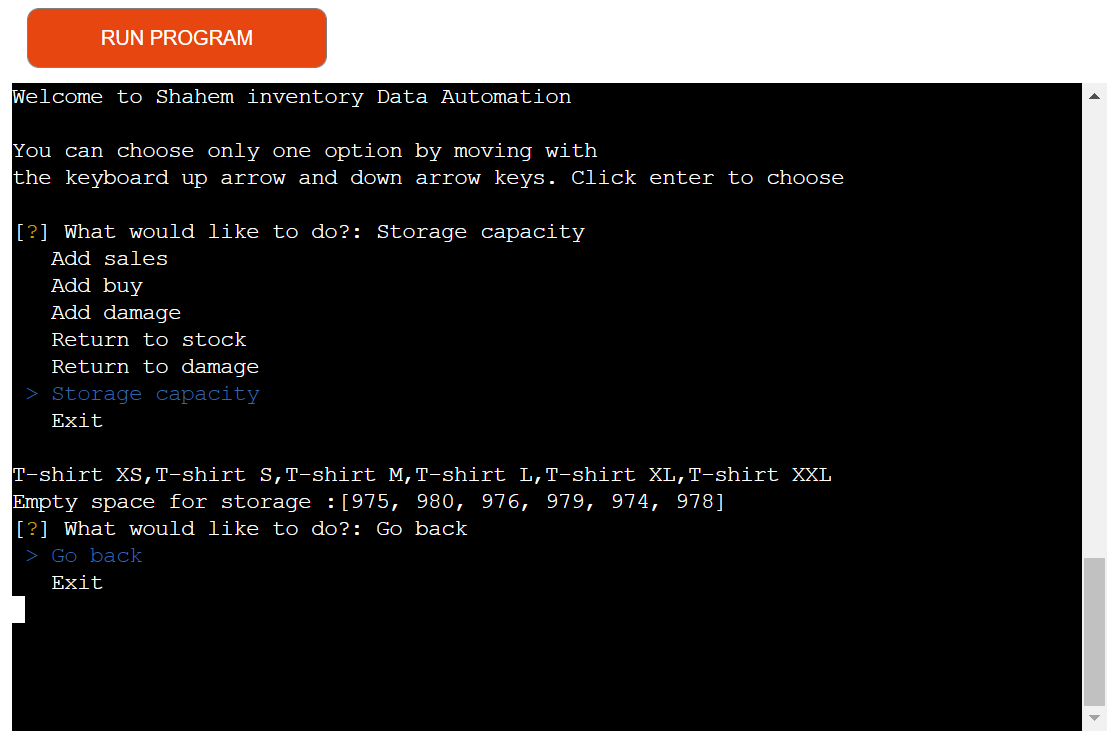 RUN PROGRAM
Welcome to Shahem inventory Data Automation
You can choose only one option by moving with
the keyboard up arrow and down arrow keys. Click enter to choose
[?] What would like to do?: Storage capacity
Add sales
Add buy
Add damage
Return to stock
Return to damage
> Storage capacity
Exit
T-shirt XS,T-shirt S,T-shirt M,T-shirt L,T-shirt XL,T-shirt XXL
Empty space for storage :[975, 980, 976, 979, 974, 978]
[?] What would like to do?: Go back
> Go back
Exit